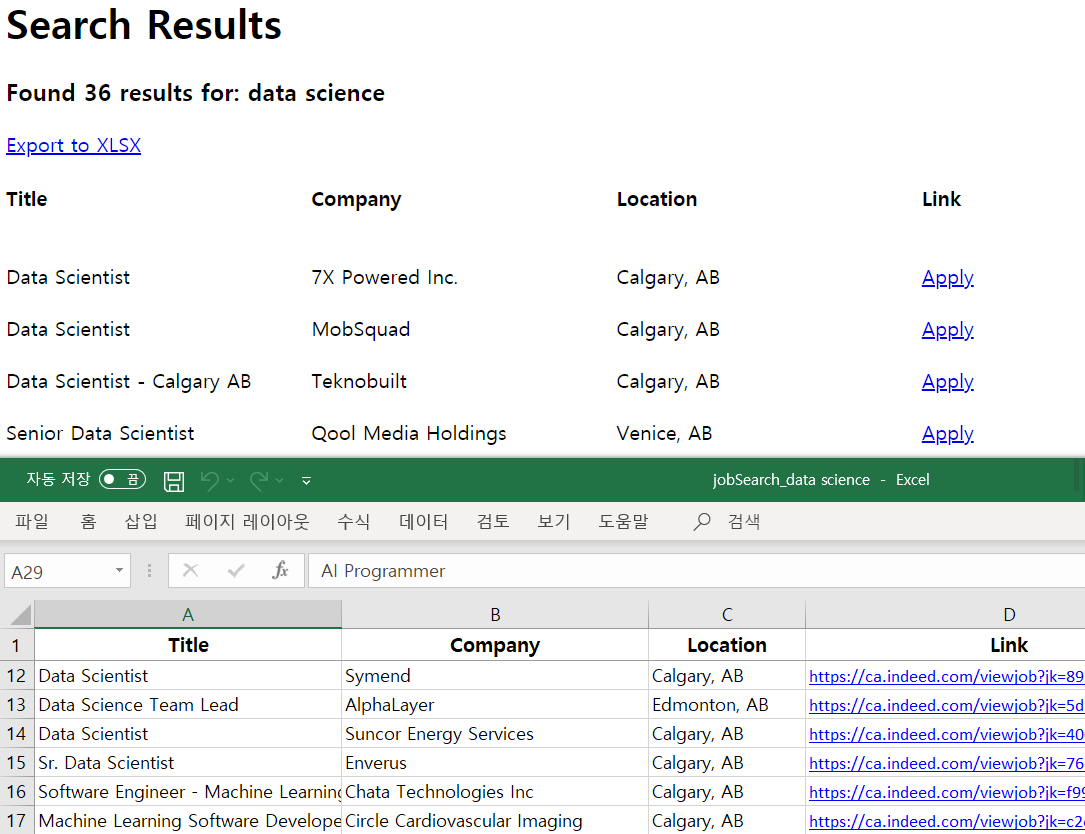 Search Results
Found 36 results for: data science
Export to XLSX
Title Company Location Link
Data Scientist 7X Powered Inc. Calgary, AB Apply
Data Scientist MobSquad Calgary, AB Apply
Data Scientist - Calgary AB Teknobuilt Calgary, AB Apply
Senior Data Scientist Qool Media Holdings Venice, AB Apply
자동 저장 끔 jobSearch_data science - Excel
파일 홈 삽입 페이지 레이아웃 수식 데이터 검토 보기 도움말 검색
A29 fx AI Programmer
A B C D
1 Title Company Location Link
12 Data Scientist Symend Calgary, AB https://ca.indeed.com/viewjob?jk=89
13 Data Science Team Lead AlphaLayer Edmonton, AB https://ca.indeed.com/viewjob?jk=5d
14 Data Scientist Suncor Energy Services Calgary, AB https://ca.indeed.com/viewjob?jk=40
15 Sr. Data Scientist Enverus Calgary, AB https://ca.indeed.com/viewjob?jk=76
16 Software Engineer - Machine Learning Chata Technologies Inc Calgary, AB https://ca.indeed.com/viewjob?jk=f99
17 Machine Learning Software Develope Circle Cardiovascular Imaging Calgary, AB https://ca.indeed.com/viewjob?jk=c2